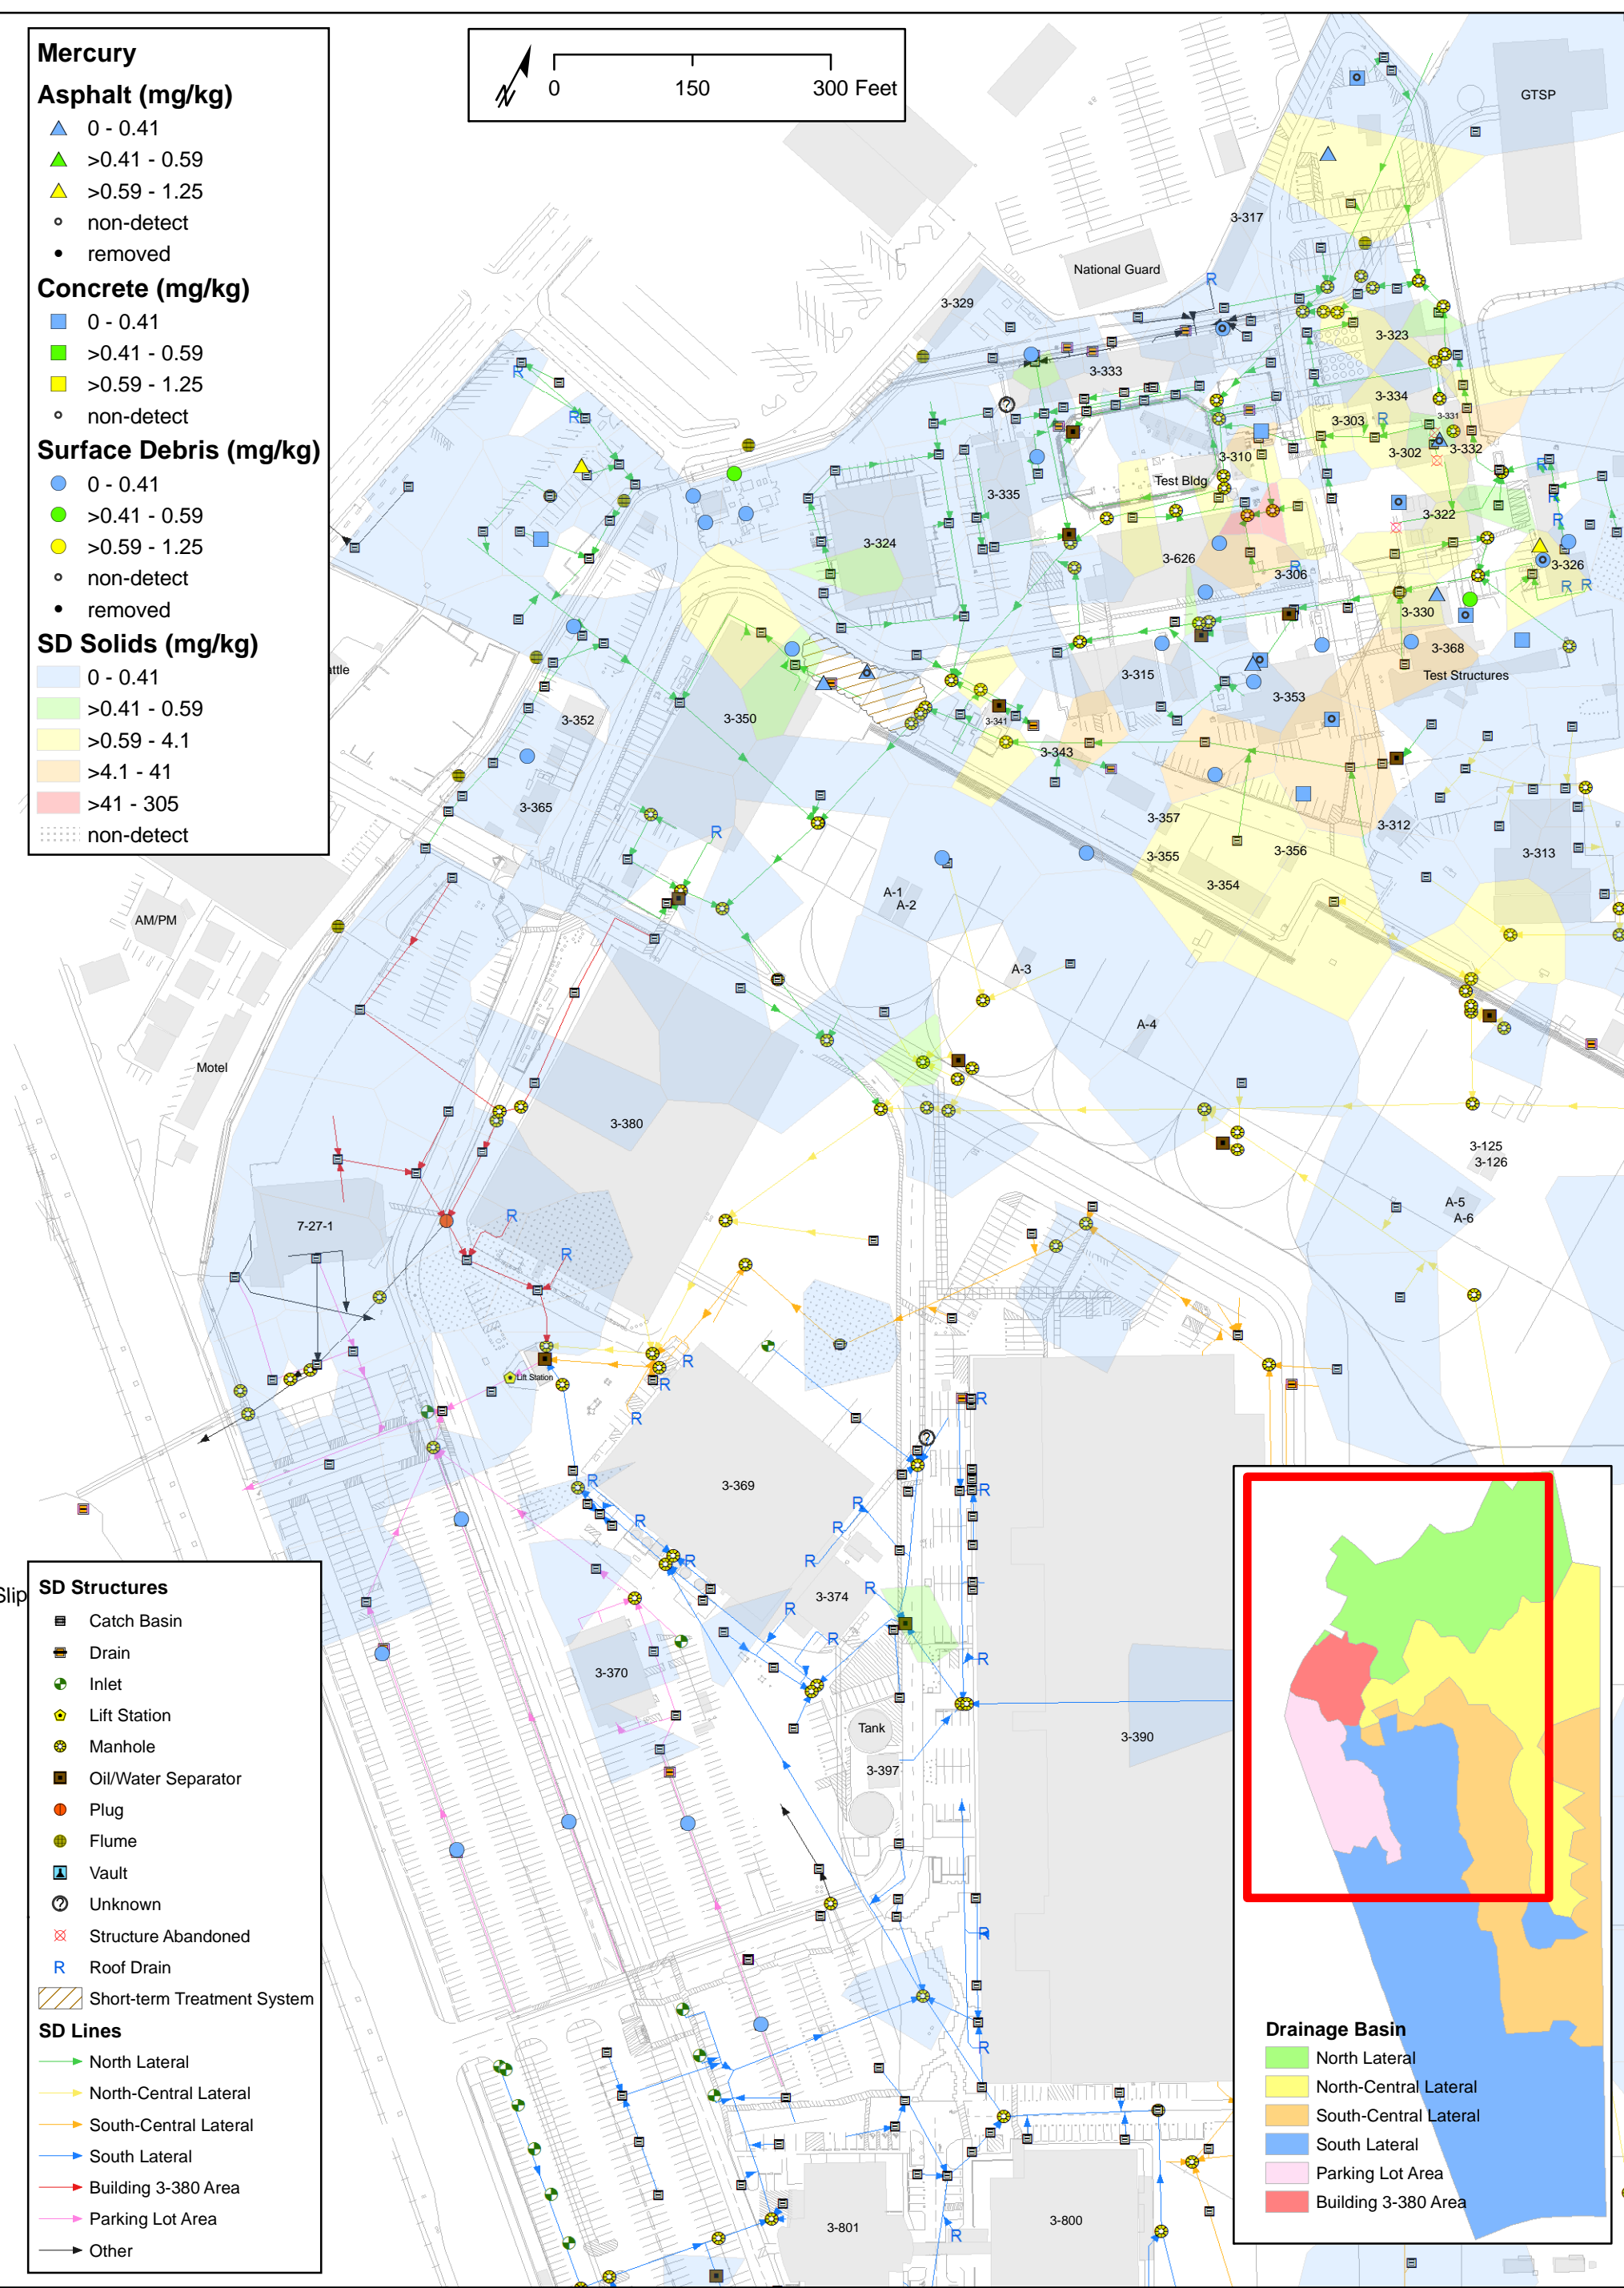 Mercury
Asphalt (mg/kg)
0 - 0.41
>0.41 - 0.59
>0.59 - 1.25
non-detect
removed
Concrete (mg/kg)
0 - 0.41
>0.41 - 0.59
>0.59 - 1.25
non-detect
Surface Debris (mg/kg)
0 - 0.41
>0.41 - 0.59
>0.59 - 1.25
non-detect
removed
SD Solids (mg/kg)
0 - 0.41
>0.41 - 0.59
>0.59 - 4.1
>4.1 - 41
>41 - 305
non-detect
N
0 150 300 Feet
GTSP
3-317
National Guard
R
3-329
3-323
3-333
R
3-334
R
?
3-331
3-303
R
3-302
3-332
3-310
Test Bldg
R
3-335
R
3-322
R
3-324
3-626
R
3-306
3-326
R R
3-330
3-368
attle
3-315
Test Structures
3-353
3-352
3-350
3-341
3-343
3-365
3-357
3-312
R
3-355
3-356
3-313
3-354
A-1
A-2
AM/PM
A-3
A-4
Motel
3-380
3-125
3-126
A-5
A-6
R
7-27-1
R
R
Lift Station
R
R
R
?
3-369
R
R
R
R
R
R
R
R
3-374
R
R
R
3-370
R
Tank
3-390
3-397
R
R
R
3-801
3-800
Slip
SD Structures
Catch Basin
Drain
Inlet
Lift Station
Manhole
Oil/Water Separator
Plug
Flume
Vault
? Unknown
Structure Abandoned
R Roof Drain
Short-term Treatment System
SD Lines
North Lateral
North-Central Lateral
South-Central Lateral
South Lateral
Building 3-380 Area
Parking Lot Area
Other
Drainage Basin
North Lateral
North-Central Lateral
South-Central Lateral
South Lateral
Parking Lot Area
Building 3-380 Area